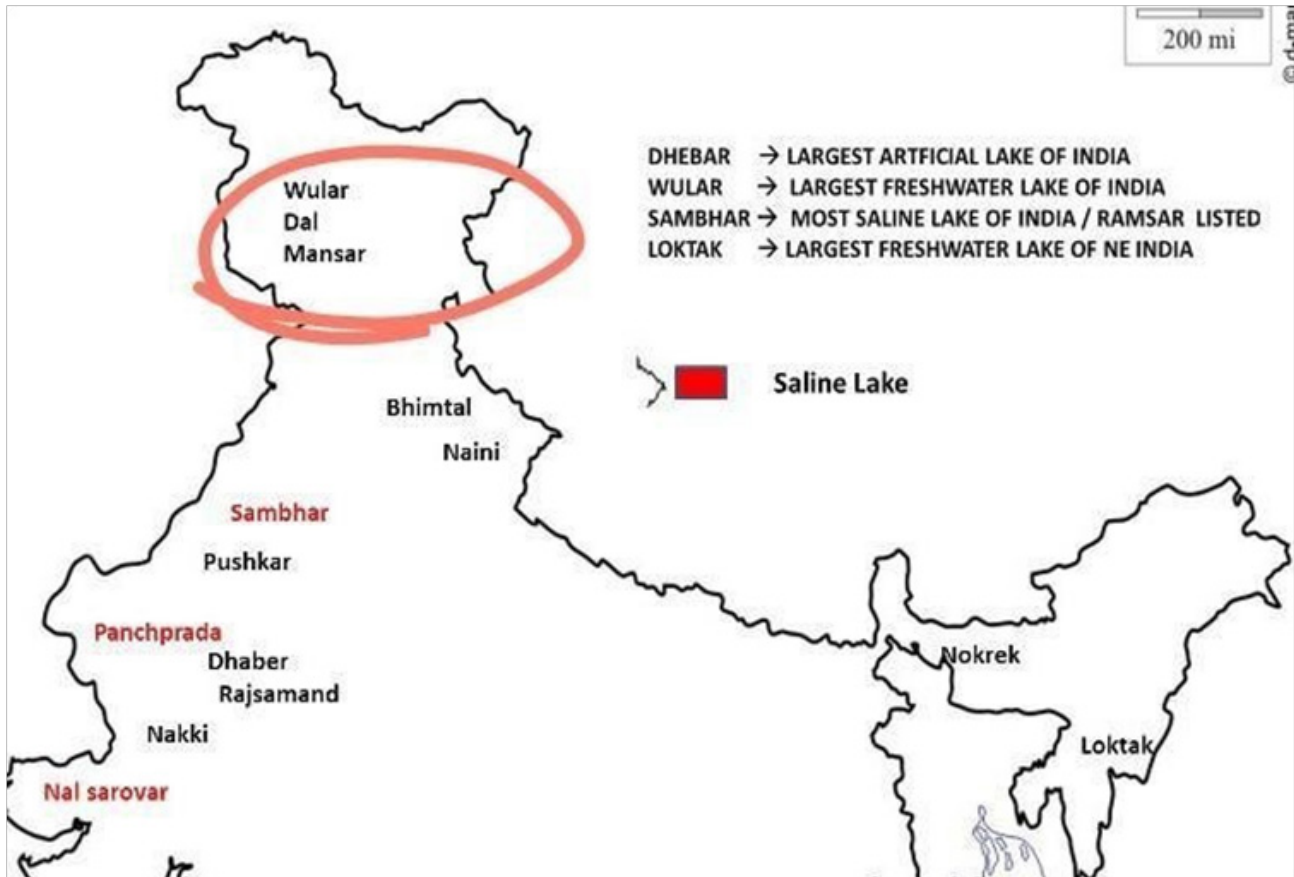 200 mi
© d-ma
DHEBAR → LARGEST ARTFICIAL LAKE OF INDIA
WULAR → LARGEST FRESHWATER LAKE OF INDIA
SAMBHAR → MOST SALINE LAKE OF INDIA / RAMSAR LISTED
LOKTAK → LARGEST FRESHWATER LAKE OF NE INDIA
Wular
Dal
Mansar
Saline Lake
Bhimtal
Naini
Sambhar
Pushkar
Panchprada
Dhaber
Rajsamand
Nakki
Nal sarovar
Nokrek
Loktak